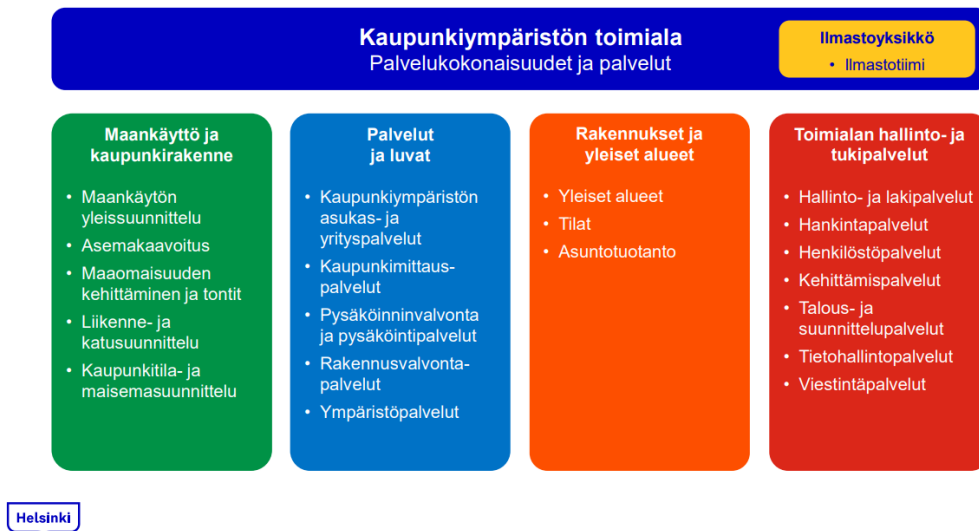 Kaupunkiympäristön toimiala
Palvelukokonaisuudet ja palvelut
Ilmastoyksikkö
• Ilmastotiimi
Maankäyttö ja
kaupunkirakenne
• Maankäytön
yleissuunnittelu
• Asemakaavoitus
• Maaomaisuuden
kehittäminen ja tontit
• Liikenne- ja
katusuunnittelu
• Kaupunkitila- ja
maisemasuunnittelu
Palvelut
ja luvat
• Kaupunkiympäristön
asukas- ja
yrityspalvelut
• Kaupunkimittaus-
palvelut
• Pysäköinninvalvonta
ja pysäköintipalvelut
• Rakennusvalvonta-
palvelut
• Ympäristöpalvelut
Rakennukset ja
yleiset alueet
• Yleiset alueet
• Tilat
• Asuntotuotanto
Toimialan hallinto- ja
tukipalvelut
• Hallinto- ja lakipalvelut
• Hankintapalvelut
• Henkilöstöpalvelut
• Kehittämispalvelut
• Talous- ja
suunnittelupalvelut
• Tietohallintopalvelut
• Viestintäpalvelut
Helsinki